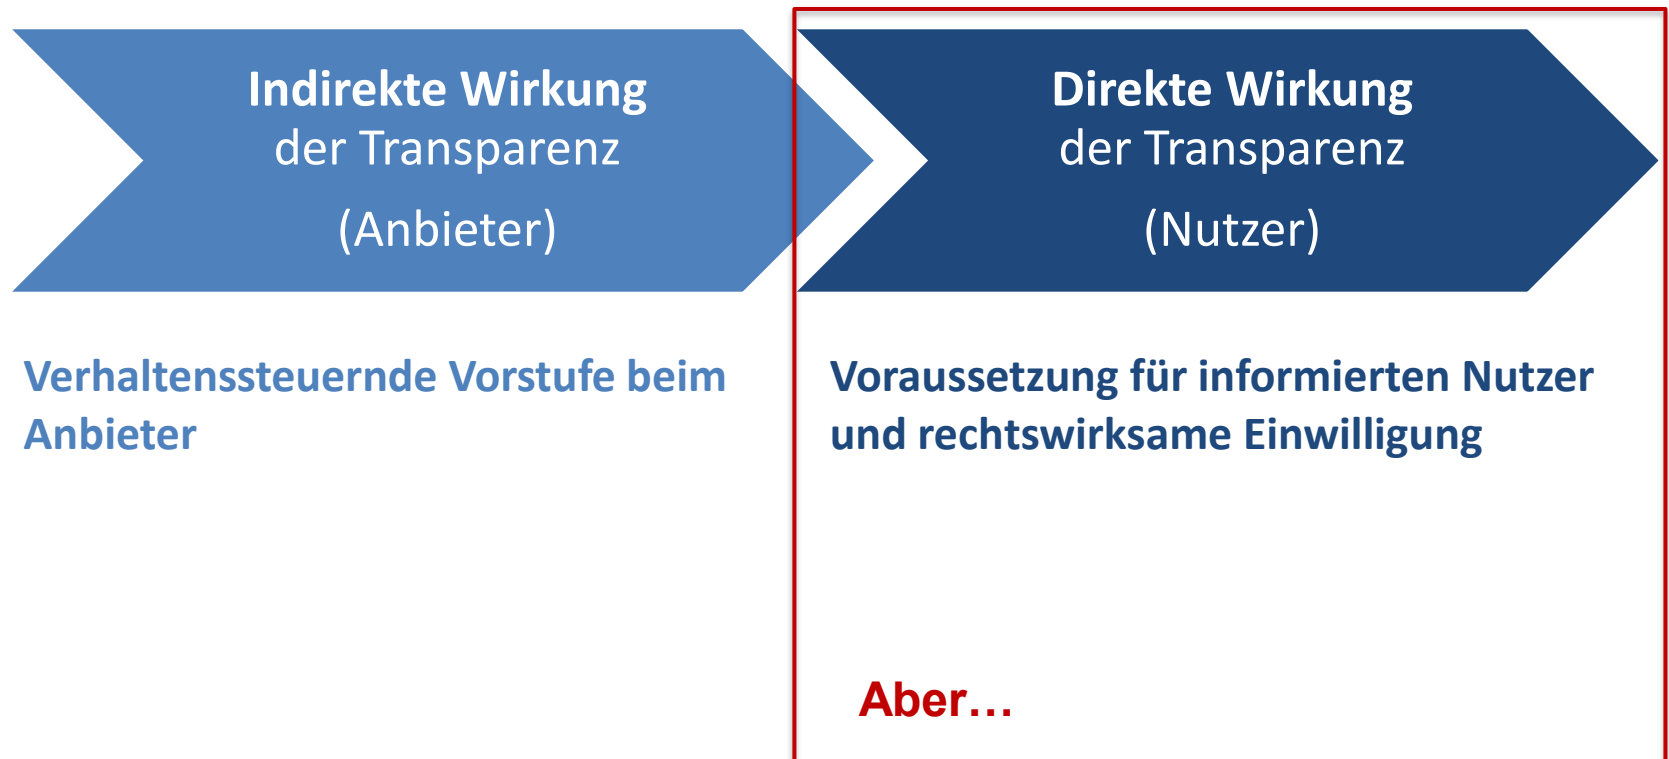 Indirekte Wirkung
der Transparenz
(Anbieter)
Direkte Wirkung
der Transparenz
(Nutzer)
Verhaltenssteuernde Vorstufe beim
Anbieter
Voraussetzung für informierten Nutzer
und rechtswirksame Einwilligung
Aber…